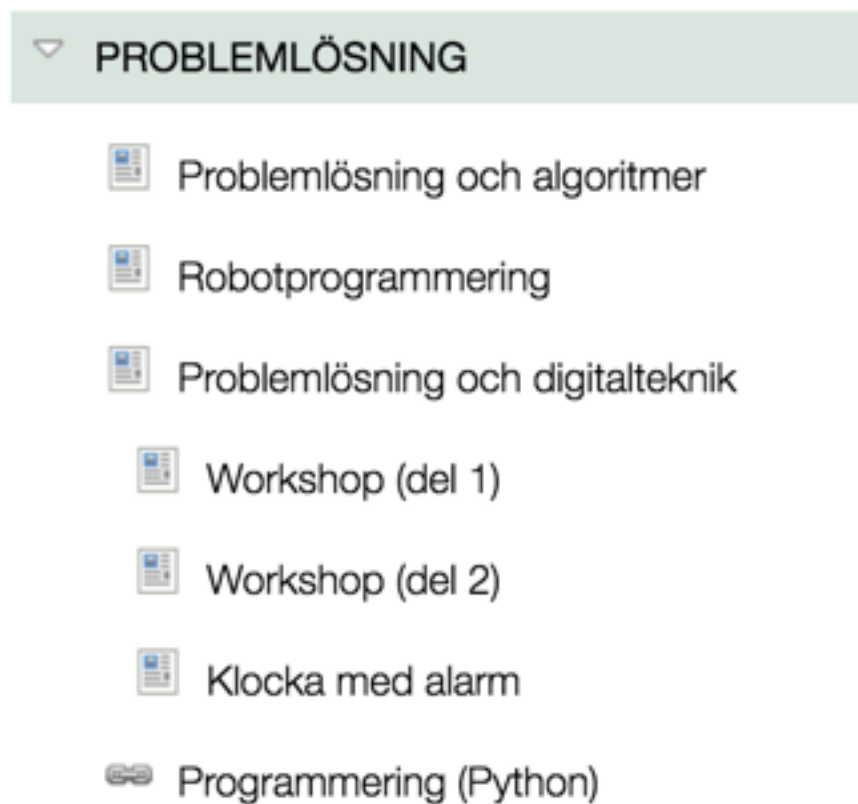 PROBLEMLÖSNING
Problemlösning och algoritmer
Robotprogrammering
Problemlösning och digitalteknik
Workshop (del 1)
Workshop (del 2)
Klocka med alarm
Programmering (Python)